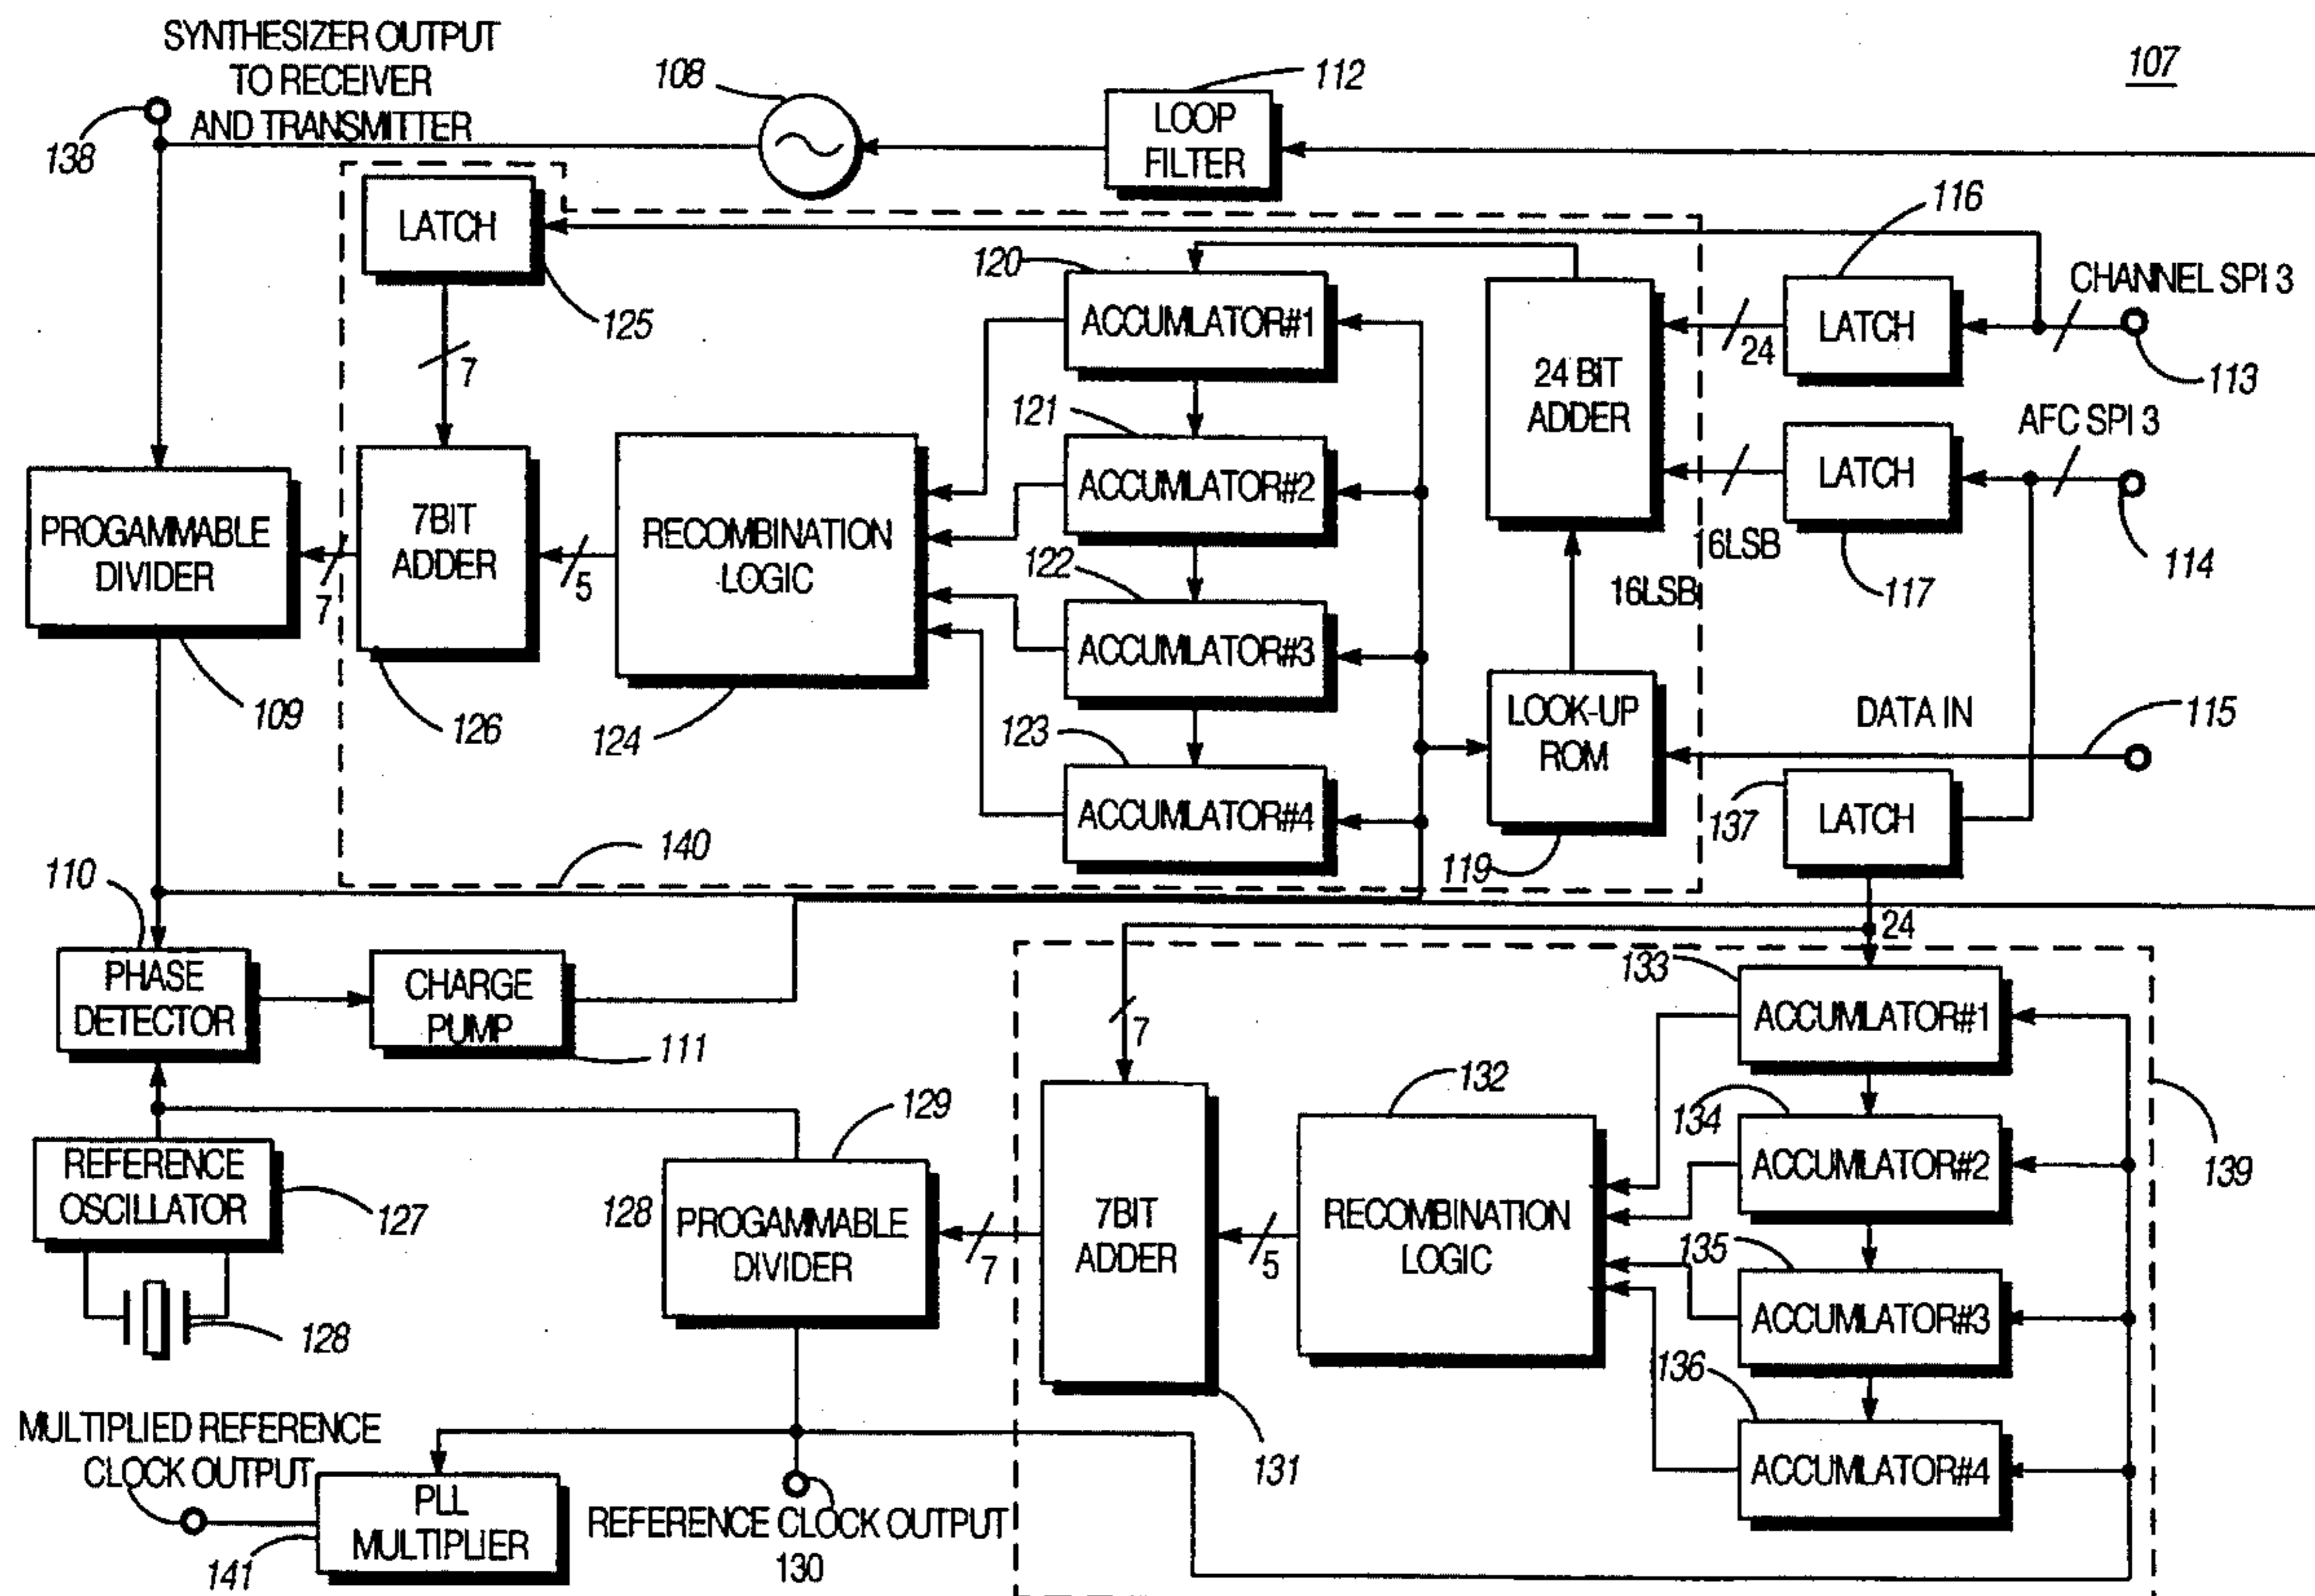 SYNTHESIZER OUTPUT
TO RECEIVER
AND TRANSMITTER
138
108
112
LOOP
FILTER
107
LATCH
125
7
116
LATCH
24
CHANNEL SPI 3
113
120
ACCUMLATOR#1
24 BIT
ADDER
AFC SPI 3
LATCH
16LSB
117
114
121
ACCUMLATOR#2
PROGAMMABLE
DIVIDER
7
109
7BIT
ADDER
126
5
RECOMBINATION
LOGIC
124
122
ACCUMLATOR#3
16LSB
123
ACCUMLATOR#4
LOOK-UP
ROM
119
DATA IN
115
137
LATCH
24
140
110
PHASE
DETECTOR
CHARGE
PUMP
111
133
ACCUMLATOR#1
7
REFERENCE
OSCILLATOR
127
128
129
128
PROGAMMABLE
DIVIDER
7
7BIT
ADDER
131
5
132
RECOMBINATION
LOGIC
134
ACCUMLATOR#2
139
135
ACCUMLATOR#3
136
ACCUMLATOR#4
MULTIPLIED REFERENCE
CLOCK OUTPUT
PLL
MULTIPLIER
141
REFERENCE CLOCK OUTPUT
130